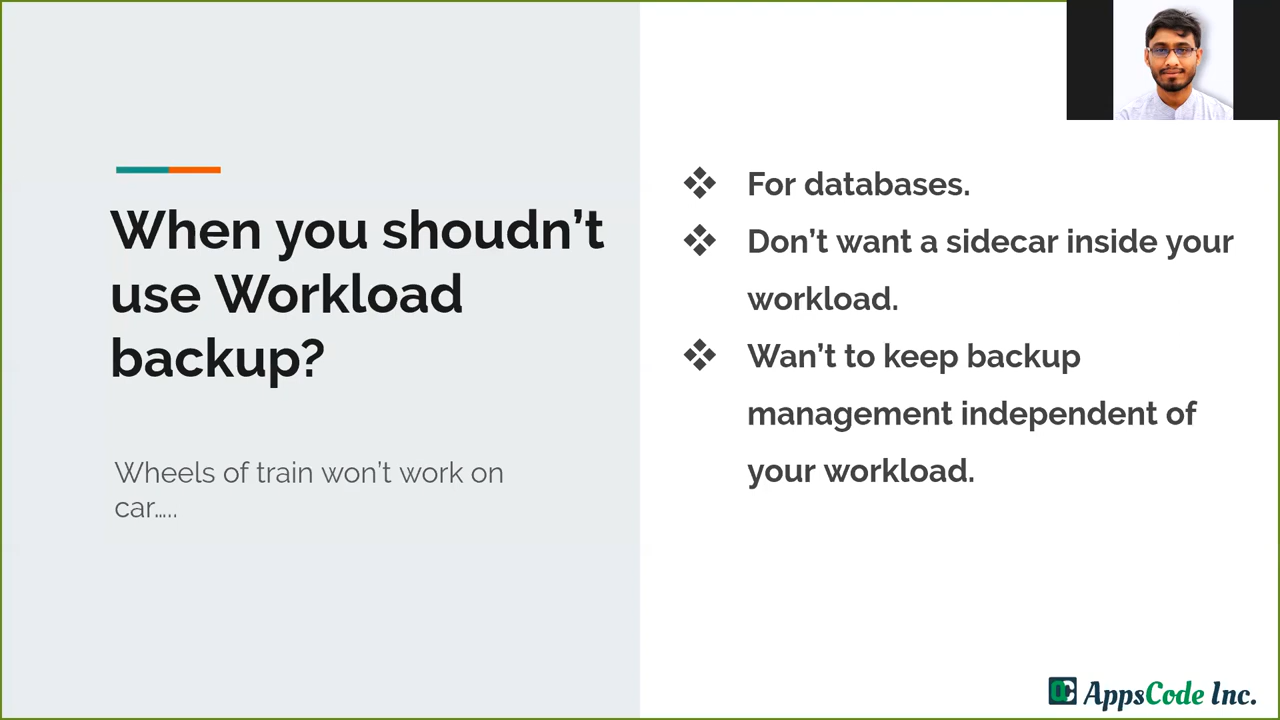 When you shoudn’t
use Workload
backup?
Wheels of train won’t work on
car…..
❖ For databases.
❖ Don’t want a sidecar inside your
workload.
❖ Wan’t to keep backup
management independent of
your workload.
AppsCode Inc.